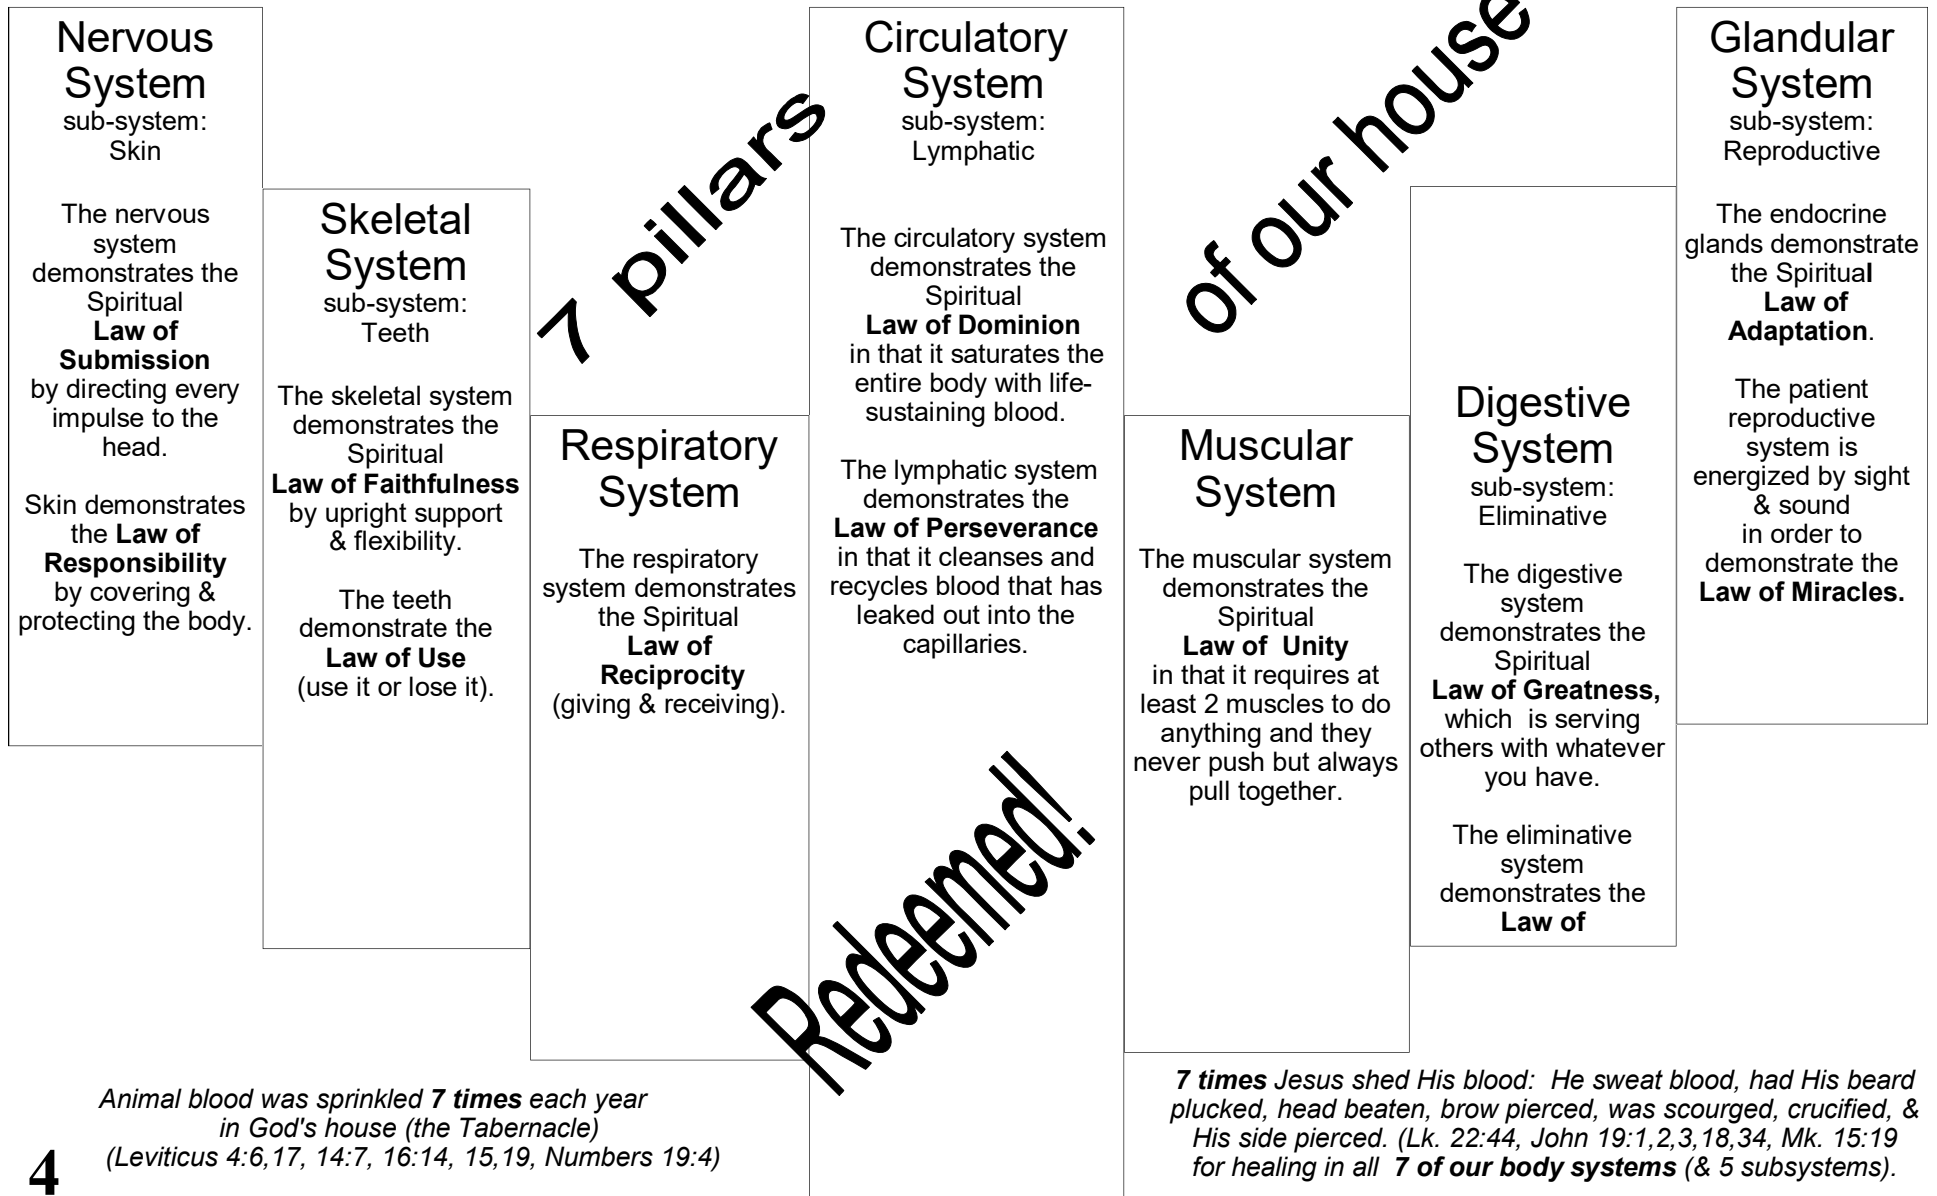 Nervous
System
sub-system:
Skin
The nervous
system
demonstrates the
Spiritual
Law of
Submission
by directing every
impulse to the
head.
Skin demonstrates
the Law of
Responsibility
by covering &
protecting the body.
Skeletal
System
sub-system:
Teeth
The skeletal system
demonstrates the
Spiritual
Law of Faithfulness
by upright support
& flexibility.
The teeth
demonstrate the
Law of Use
(use it or lose it).
7 pillars
Respiratory
System
The respiratory
system demonstrates
the Spiritual
Law of
Reciprocity
(giving & receiving).
Circulatory
System
sub-system:
Lymphatic
The circulatory system
demonstrates the
Spiritual
Law of Dominion
in that it saturates the
entire body with life-
sustaining blood.
The lymphatic system
demonstrates the
Law of Perseverance
in that it cleanses and
recycles blood that has
leaked out into the
capillaries.
of our house
Muscular
System
The muscular system
demonstrates the
Spiritual
Law of Unity
in that it requires at
least 2 muscles to do
anything and they
never push but always
pull together.
Digestive
System
sub-system:
Eliminative
The digestive
system
demonstrates the
Spiritual
Law of Greatness,
which is serving
others with whatever
you have.
The eliminative
system
demonstrates the
Law of
Glandular
System
sub-system:
Reproductive
The endocrine
glands demonstrate
the Spiritual
Law of
Adaptation.
The patient
reproductive
system is
energized by sight
& sound
in order to
demonstrate the
Law of Miracles.
Redeemed!
Animal blood was sprinkled 7 times each year
in God's house (the Tabernacle)
(Leviticus 4:6,17, 14:7, 16:14, 15,19, Numbers 19:4)
4
7 times Jesus shed His blood: He sweat blood, had His beard
plucked, head beaten, brow pierced, was scourged, crucified, &
His side pierced. (Lk. 22:44, John 19:1,2,3,18,34, Mk. 15:19
for healing in all 7 of our body systems (& 5 subsystems).